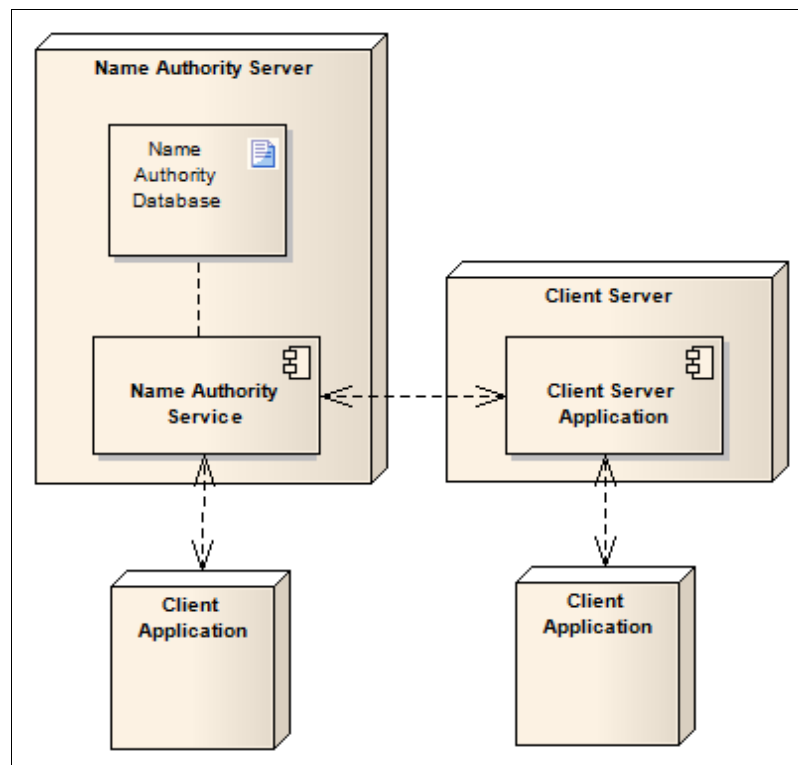 Name Authority Server
Name
Authority
Database
Client Server
Name Authority
Service
Client Server
Application
Client
Application
Client
Application